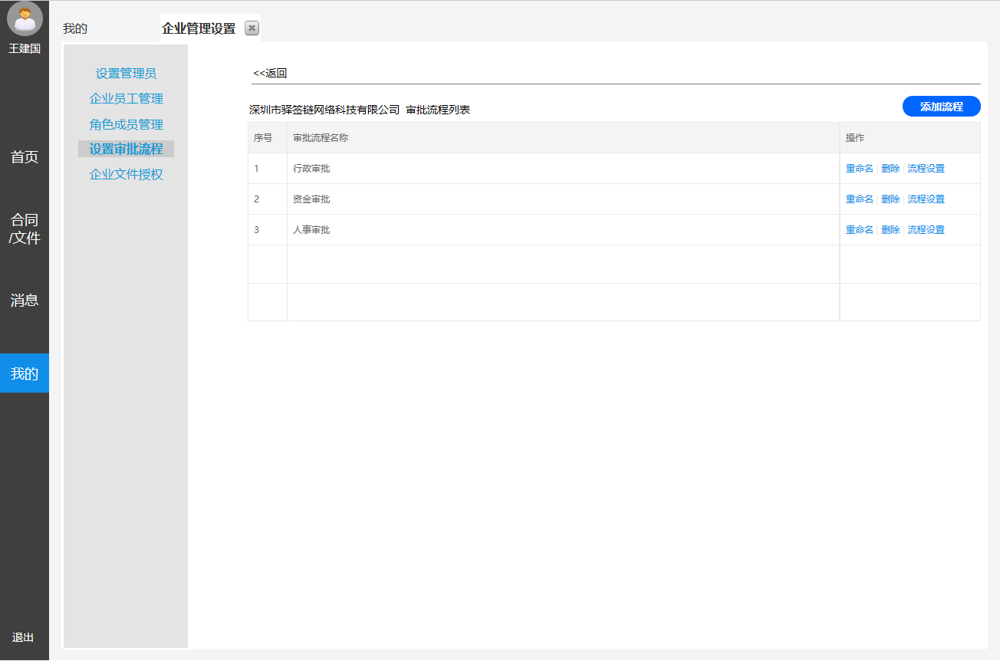 王建国
首页
合同
/文件
消息
我的
退出
我的 企业管理设置
设置管理员
企业员工管理
角色成员管理
设置审批流程
企业文件授权
<<返回
深圳市驿签链网络科技有限公司 审批流程列表 添加流程
序号 审批流程名称 操作
1 行政审批 重命名 | 删除 | 流程设置
2 资金审批 重命名 | 删除 | 流程设置
3 人事审批 重命名 | 删除 | 流程设置